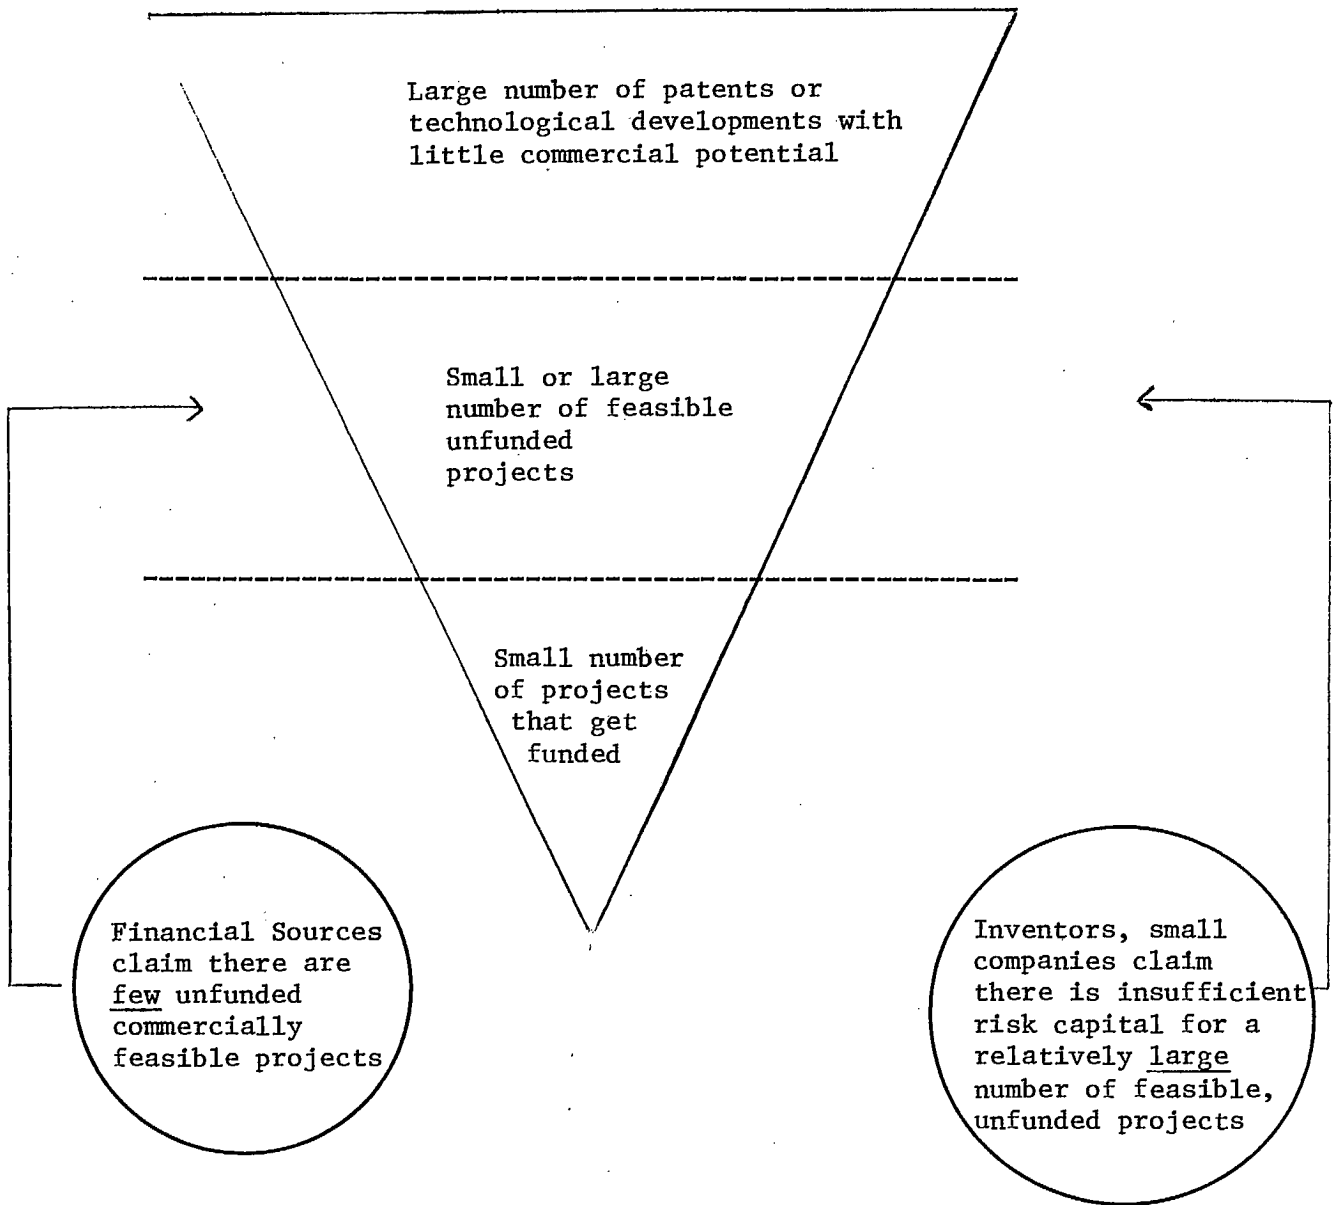 Large number of patents or
technological developments with
little commercial potential
Small or large
number of feasible
unfunded
projects
Small number
of projects
that get
funded
Financial Sources
claim there are
few unfunded
commercially
feasible projects
Inventors, small
companies claim
there is insufficient
risk capital for a
relatively large
number of feasible,
unfunded projects